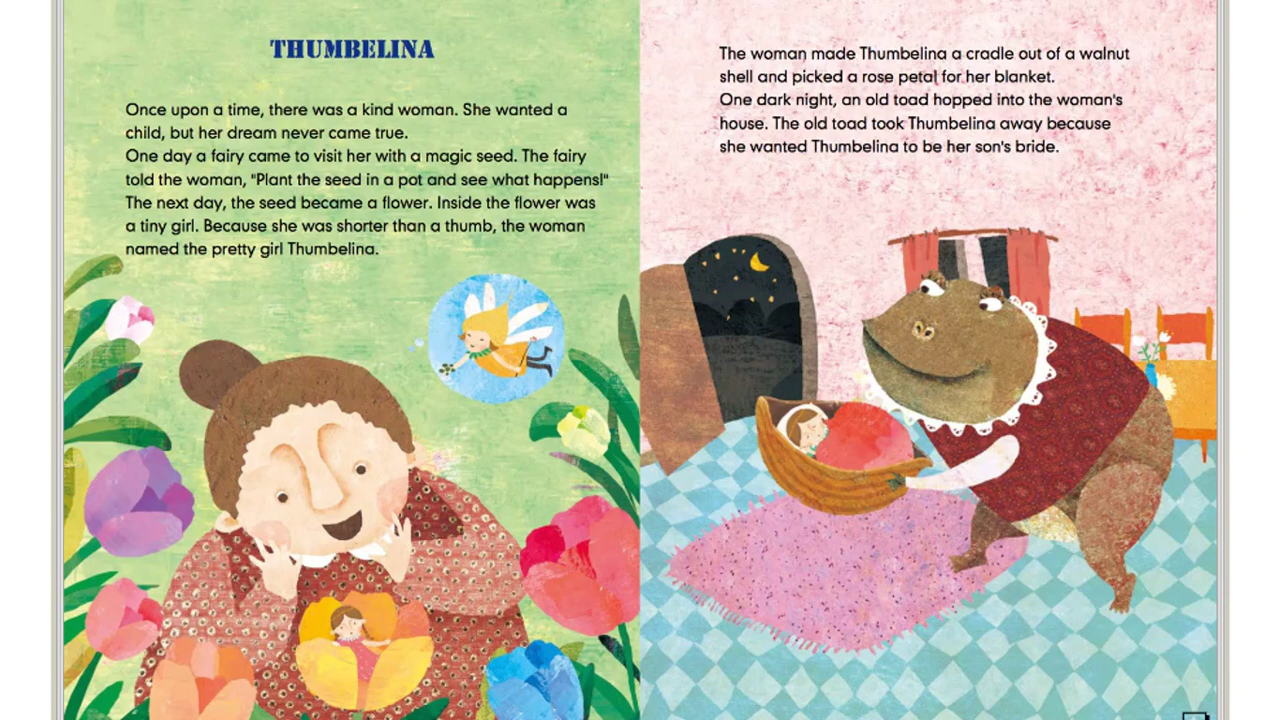 THUMBELINA
Once upon a time, there was a kind woman. She wanted a
child, but her dream never came true.
One day a fairy came to visit her with a magic seed. The fairy
told the woman, "Plant the seed in a pot and see what happens!"
The next day, the seed became a flower. Inside the flower was
a tiny girl. Because she was shorter than a thumb, the woman
named the pretty girl Thumbelina.
The woman made Thumbelina a cradle out of a walnut
shell and picked a rose petal for her blanket.
One dark night, an old toad hopped into the woman's
house. The old toad took Thumbelina away because
she wanted Thumbelina to be her son's bride.